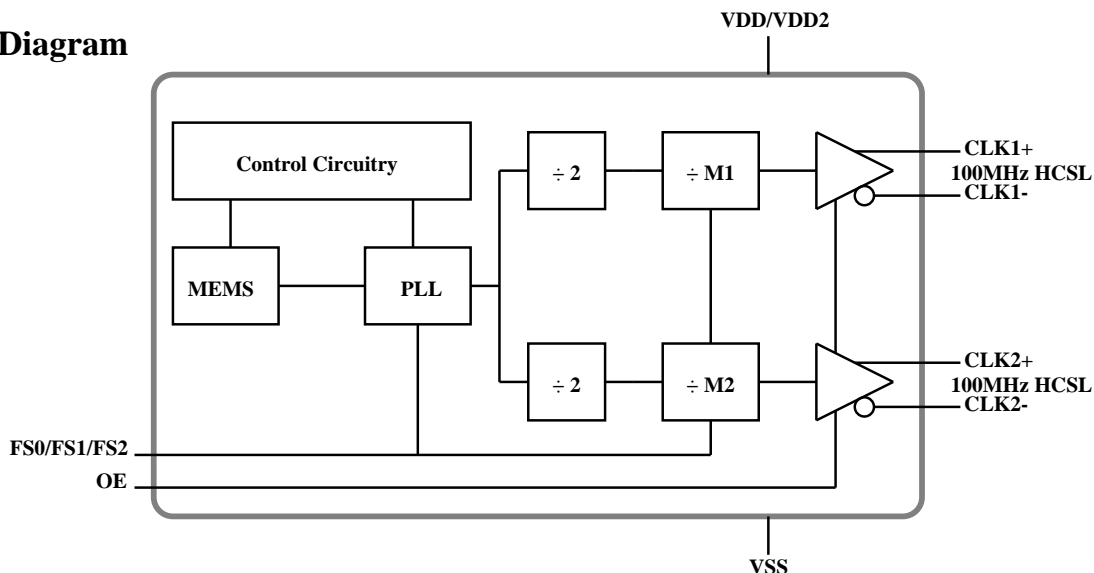 Diagram
VDD/VDD2
Control Circuitry
÷ 2
÷ M1
CLK1+
100MHz HCSL
CLK1-
MEMS
PLL
÷ 2
÷ M2
CLK2+
100MHz HCSL
CLK2-
FS0/FS1/FS2
OE
VSS